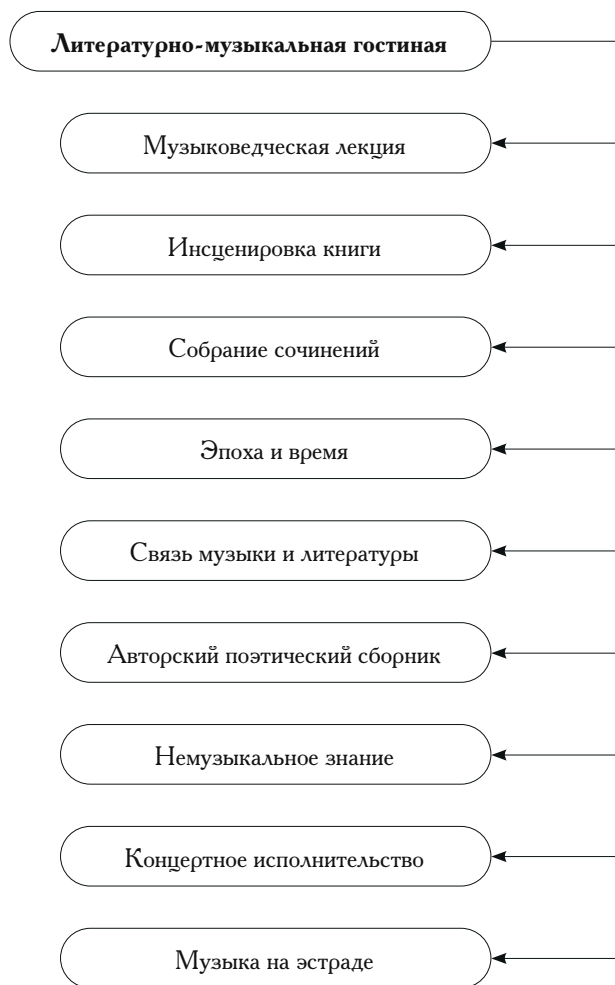 Литературно-музыкальная гостиная
Музыковедческая лекция
Инсценировка книги
Собрание сочинений
Эпоха и время
Связь музыки и литературы
Авторский поэтический сборник
Немузыкальное знание
Концертное исполнительство
Музыка на эстраде